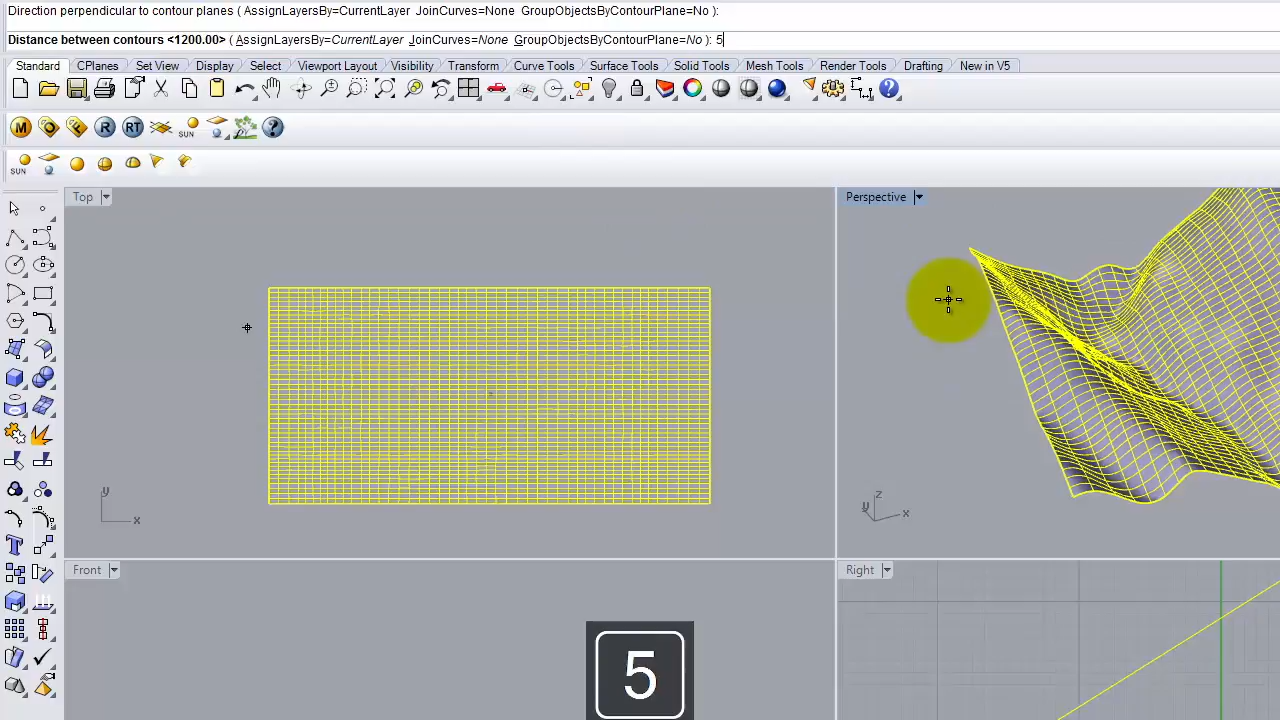 Direction perpendicular to contour planes ( AssignLayersBy=CurrentLayer JoinCurves=None GroupObjectsByContourPlane=No ):
Distance between contours <1200.00> ( AssignLayersBy=CurrentLayer JoinCurves=None GroupObjectsByContourPlane=No ): 5
Standard CPlanes Set View Display Select Viewport Layout Visibility Transform Curve Tools Surface Tools Solid Tools Mesh Tools Render Tools Drafting New in V5
M O F R RT SUN
SUN
Top Perspective
y x
z y x
Front Right
5